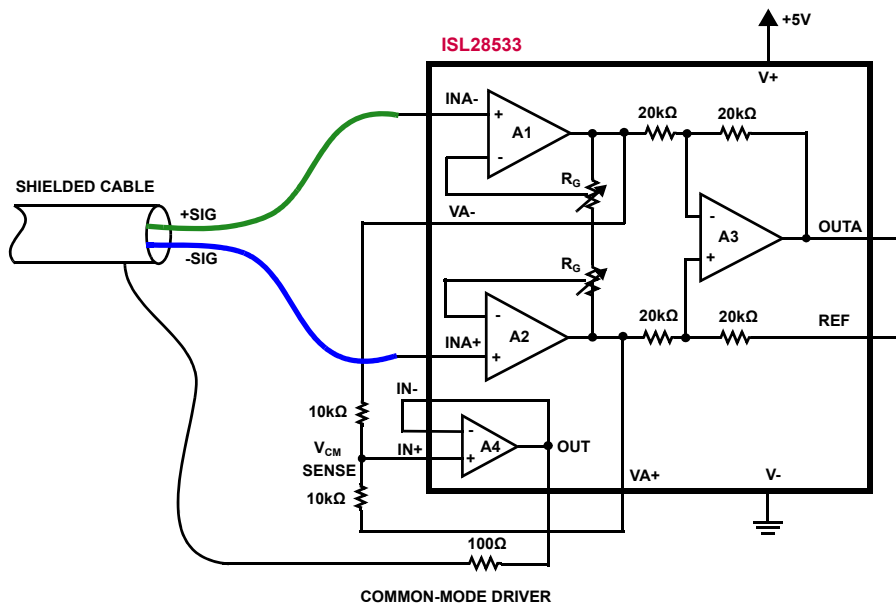 +5V
ISL28533
V+
INA-
+
A1
-
20kΩ
20kΩ
SHIELDED CABLE
RG
+SIG
VA-
-
A3
OUTA
+
-SIG
RG
-
A2
INA+
+
20kΩ
20kΩ
REF
IN-
10kΩ
-
A4
OUT
VCM
SENSE
IN+
+
10kΩ
VA+
V-
100Ω
COMMON-MODE DRIVER